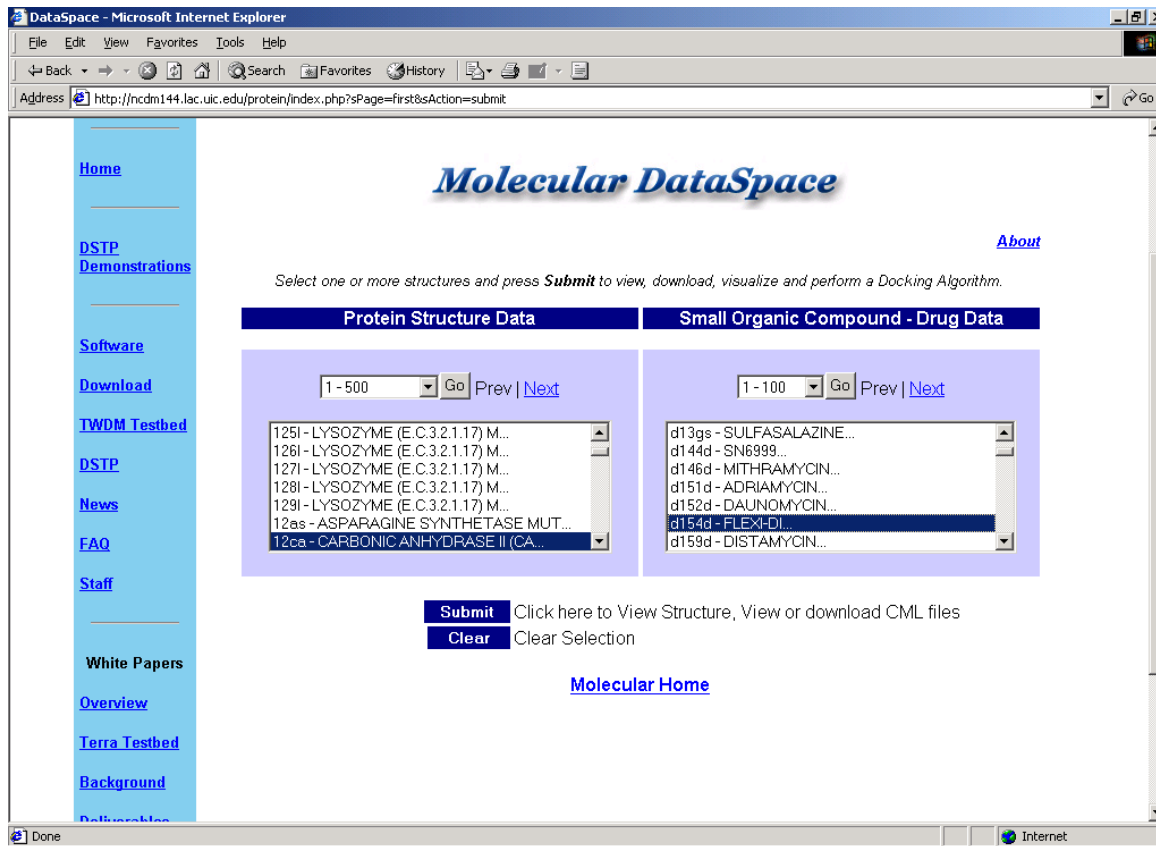 DataSpace - Microsoft Internet Explorer
File Edit View Favorites Tools Help
Back Search Favorites History
Address http://ncdm144.lac.uic.edu/protein/index.php?sPage=first&sAction=submit Go
Home
DSTP
Demonstrations
Software
Download
TWDM Testbed
DSTP
News
FAQ
Staff
White Papers
Overview
Terra Testbed
Background
Deliverables
Molecular DataSpace
About
Select one or more structures and press Submit to view, download, visualize and perform a Docking Algorithm.
Protein Structure Data
1 - 500 Go Prev | Next
125l - LYSOZYME (E.C.3.2.1.17) M...
126l - LYSOZYME (E.C.3.2.1.17) M...
127l - LYSOZYME (E.C.3.2.1.17) M...
128l - LYSOZYME (E.C.3.2.1.17) M...
129l - LYSOZYME (E.C.3.2.1.17) M...
12as - ASPARAGINE SYNTHETASE MUT...
12ca - CARBONIC ANHYDRASE II (CA...
Small Organic Compound - Drug Data
1 - 100 Go Prev | Next
d13gs - SULFASALAZINE...
d144d - SN6999...
d146d - MITHRAMYCIN...
d151d - ADRIAMYCIN...
d152d - DAUNOMYCIN...
d154d - FLEXI-DI...
d159d - DISTAMYCIN...
Submit Click here to View Structure, View or download CML files
Clear Clear Selection
Molecular Home
Done Internet